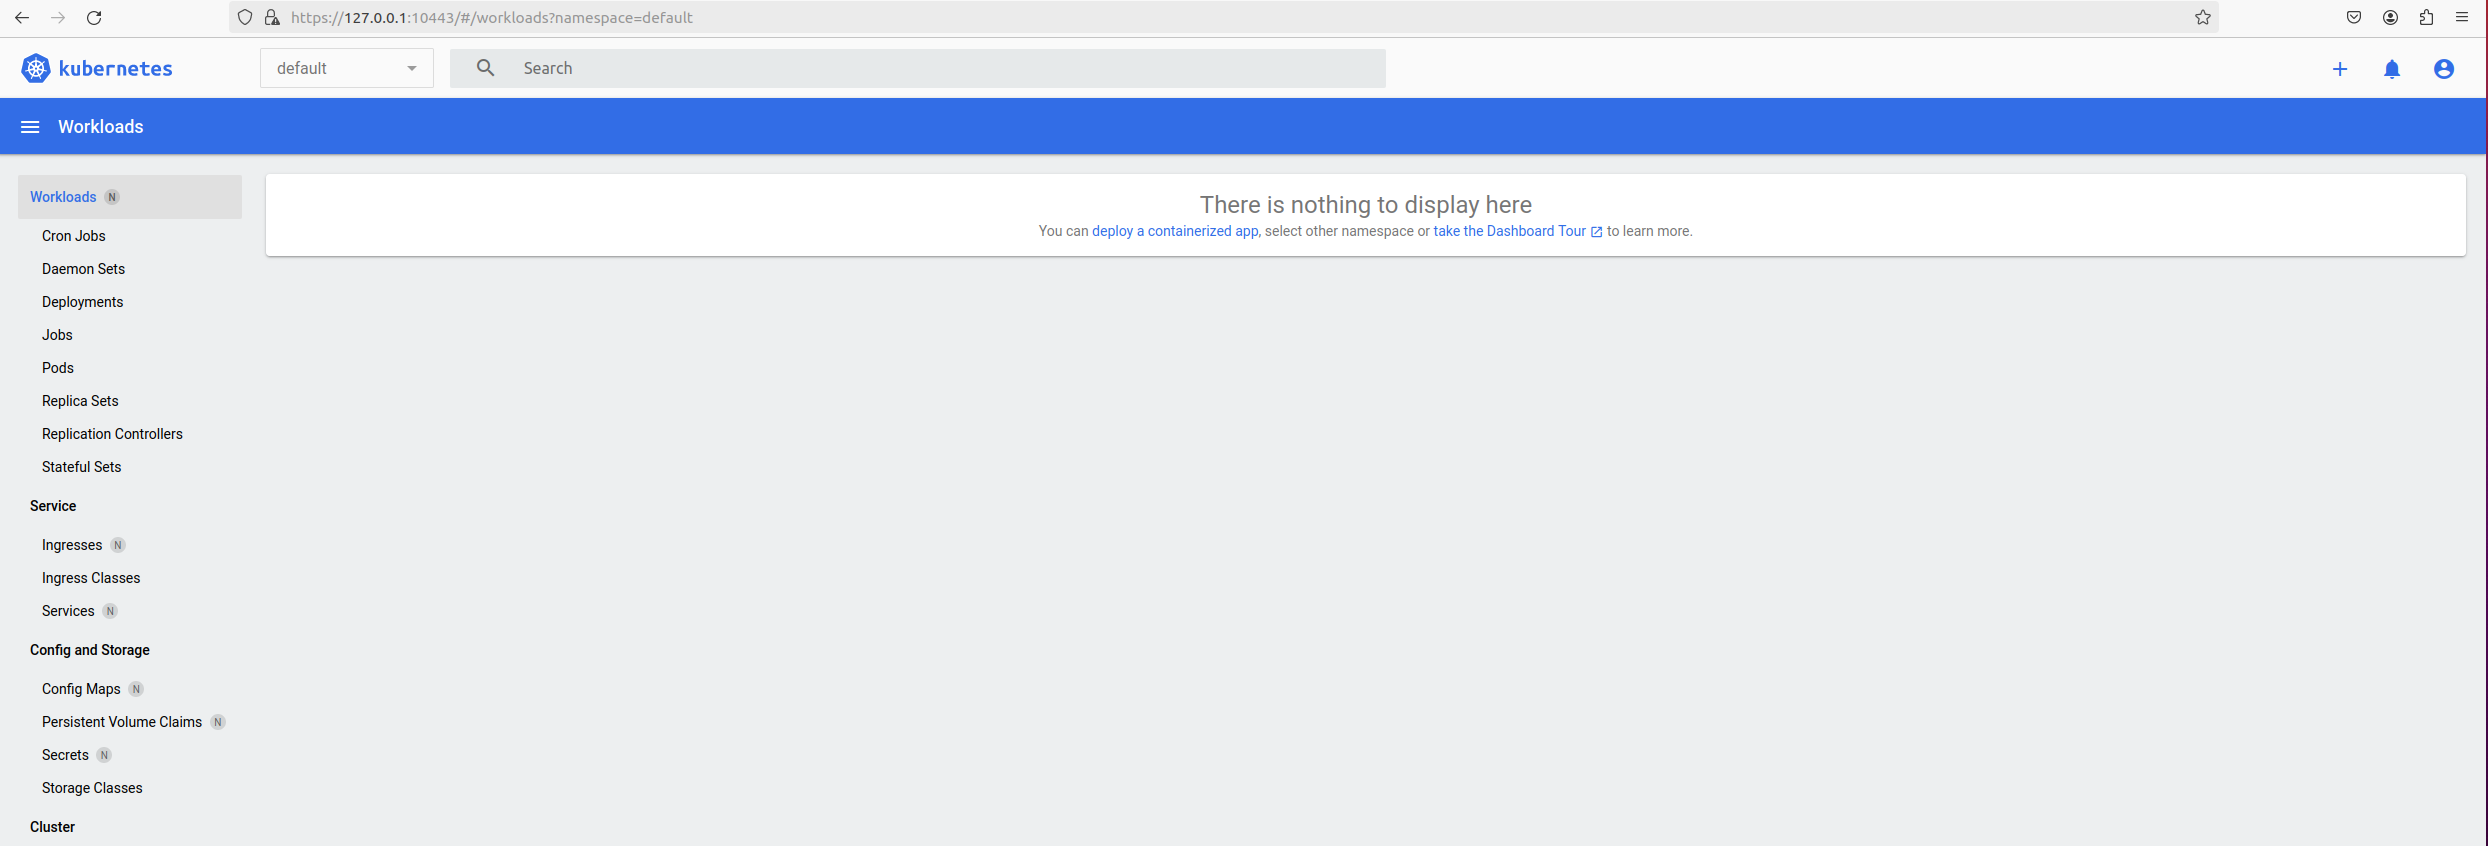 https://127.0.0.1:10443/#/workloads?namespace=default
kubernetes
default
Search
Workloads
Workloads N
Cron Jobs
Daemon Sets
Deployments
Jobs
Pods
Replica Sets
Replication Controllers
Stateful Sets
Service
Ingresses N
Ingress Classes
Services N
Config and Storage
Config Maps N
Persistent Volume Claims N
Secrets N
Storage Classes
Cluster
There is nothing to display here
You can deploy a containerized app, select other namespace or take the Dashboard Tour to learn more.